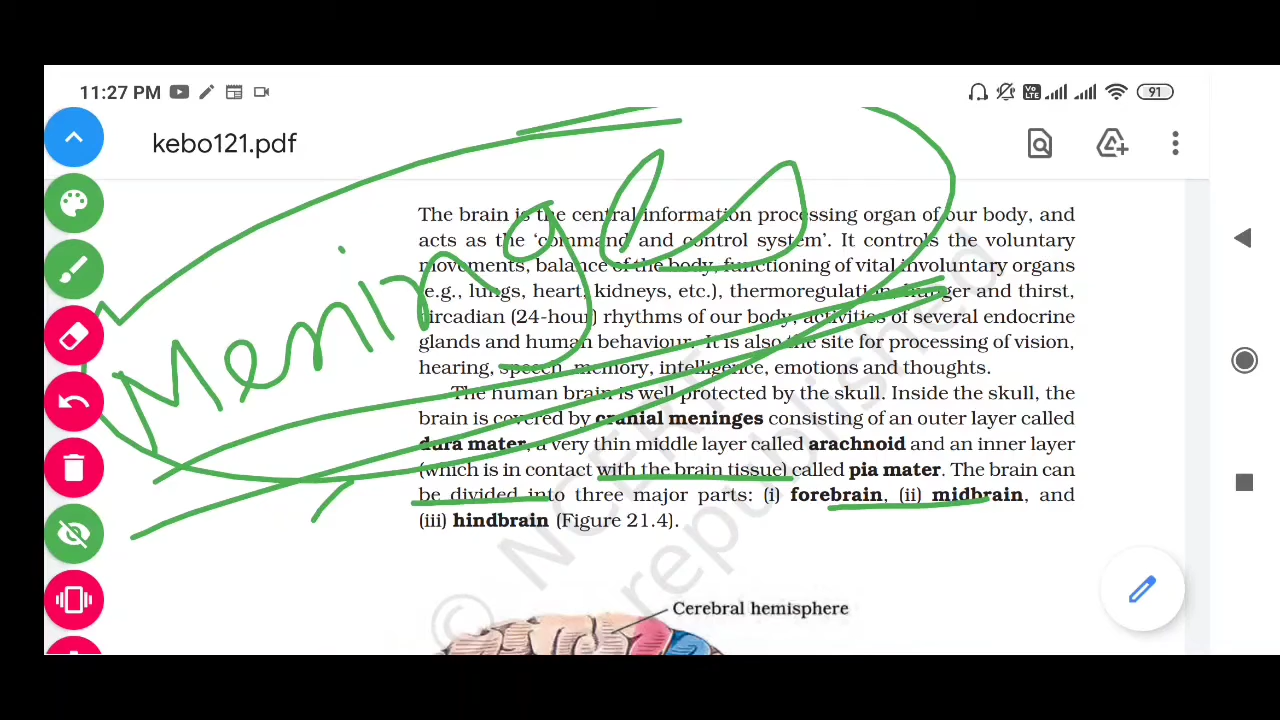 11:27 PM Vo LTE 91
kebo121.pdf
Meninges
The brain is the central information processing organ of our body, and
acts as the ‘command and control system’. It controls the voluntary
movements, balance of the body, functioning of vital involuntary organs
(e.g., lungs, heart, kidneys, etc.), thermoregulation, hunger and thirst,
circadian (24-hour) rhythms of our body, activities of several endocrine
glands and human behaviour. It is also the site for processing of vision,
hearing, speech, memory, intelligence, emotions and thoughts.
The human brain is well protected by the skull. Inside the skull, the
brain is covered by cranial meninges consisting of an outer layer called
dura mater, a very thin middle layer called arachnoid and an inner layer
(which is in contact with the brain tissue) called pia mater. The brain can
be divided into three major parts: (i) forebrain, (ii) midbrain, and
(iii) hindbrain (Figure 21.4).
© NCERT
republished
Cerebral hemisphere